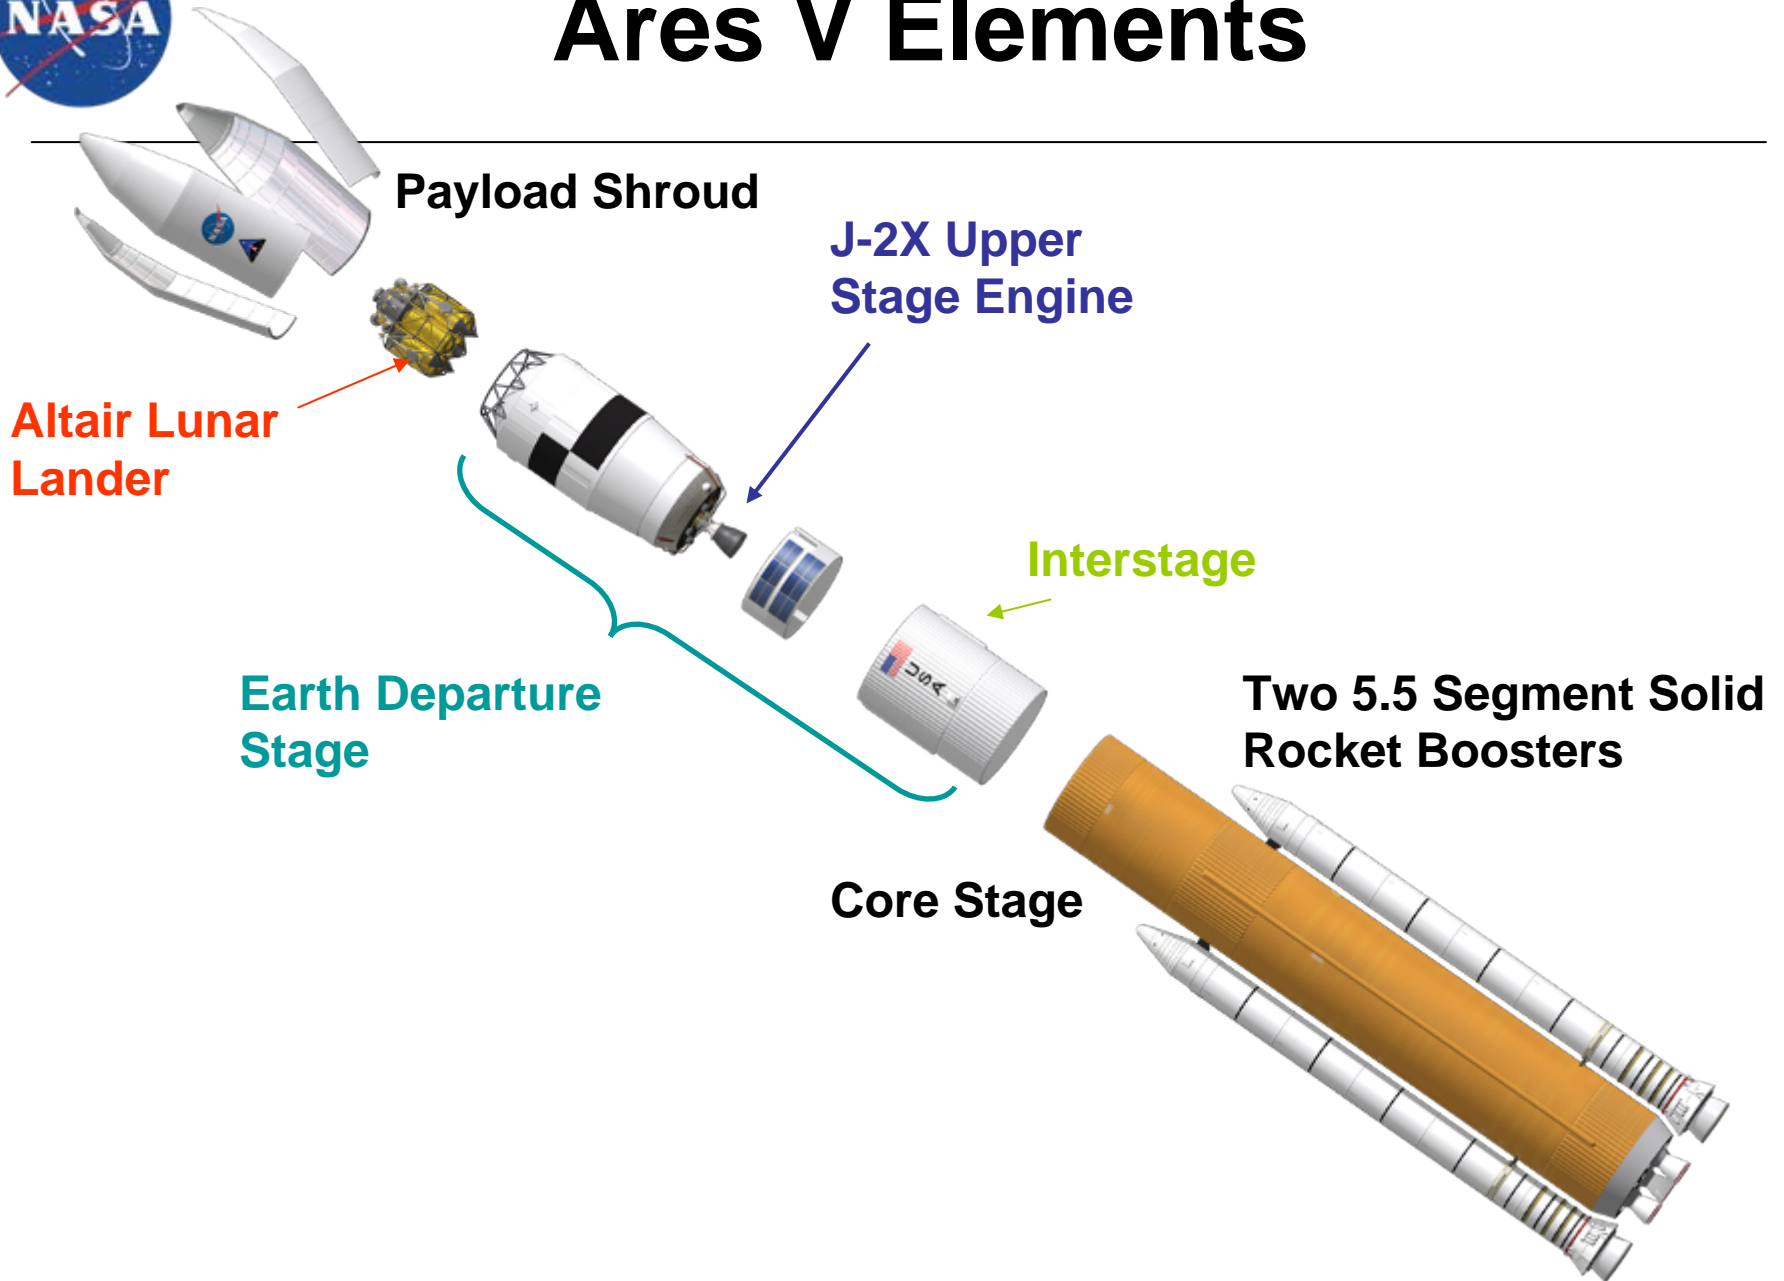 NASA
Ares V Elements
Payload Shroud
NASA
J-2X Upper
Stage Engine
Altair Lunar
Lander
Interstage
USA
Earth Departure
Stage
Two 5.5 Segment Solid
Rocket Boosters
Core Stage